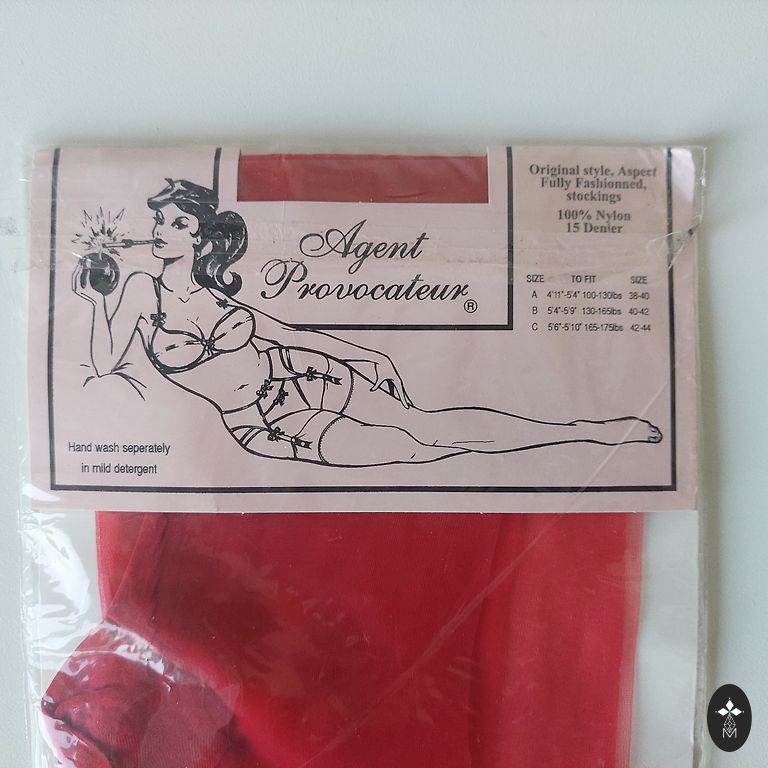 Agent
Provocateur®
Original style, Aspect
Fully Fashionned,
stockings
100% Nylon
15 Denier
SIZE TO FIT SIZE
A 4'11"-5'4" 100-130lbs 38-40
B 5'4"-5'9" 130-165lbs 40-42
C 5'6"-5'10" 165-175lbs 42-44
Hand wash seperately
in mild detergent
M